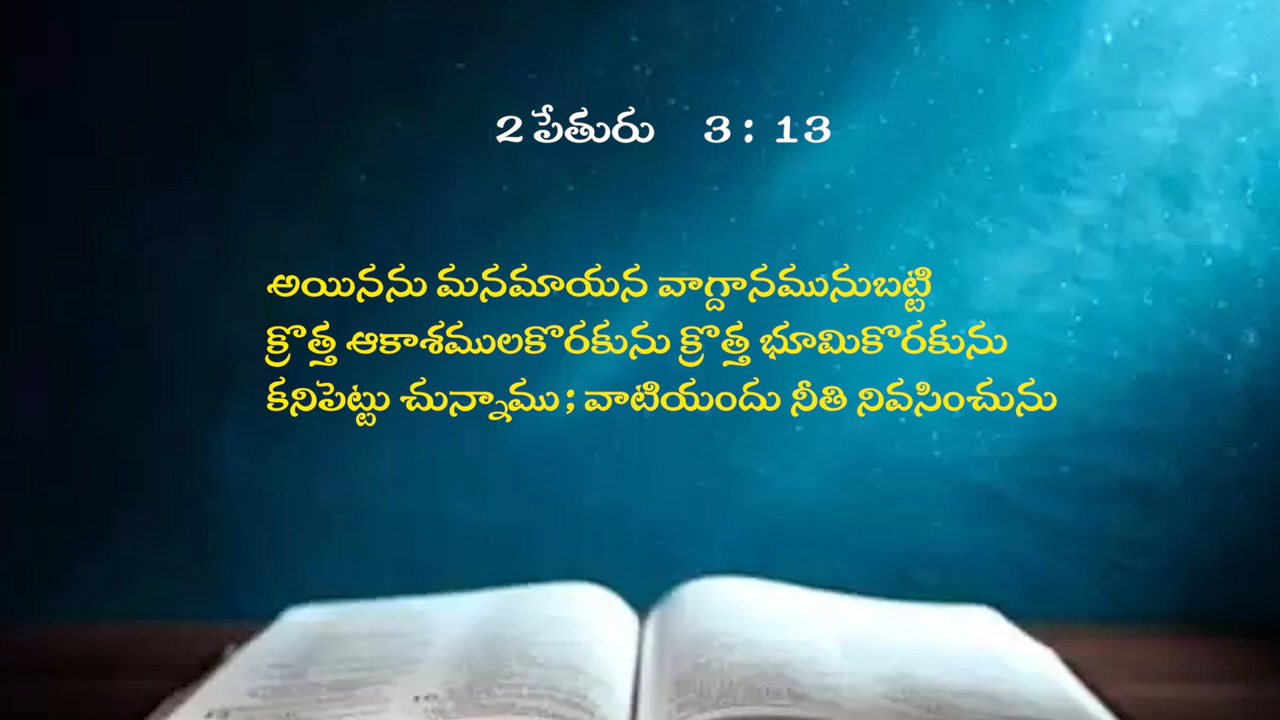 2 పేతురు 3 : 13
అయినను మనమాయన వాగ్దానమునుబట్టి
క్రొత్త ఆకాశములకొరకును క్రొత్త భూమికొరకును
కనిపెట్టు చున్నాము ; వాటియందు నీతి నివసించును